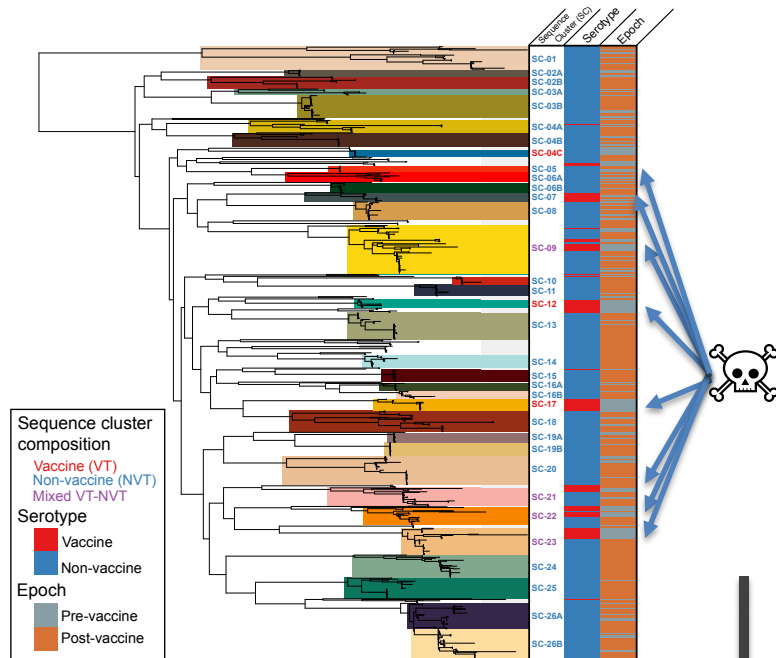 Sequence
Cluster (SC)
Serotype
Epoch
SC-01
SC-02A
SC-02B
SC-03A
SC-03B
SC-04A
SC-04B
SC-04C
SC-05
SC-06A
SC-06B
SC-07
SC-08
SC-09
SC-10
SC-11
SC-12
SC-13
SC-14
SC-15
SC-16A
SC-16B
SC-17
SC-18
SC-19A
SC-19B
SC-20
SC-21
SC-22
SC-23
SC-24
SC-25
SC-26A
SC-26B
Sequence cluster
composition
Vaccine (VT)
Non-vaccine (NVT)
Mixed VT-NVT
Serotype
Vaccine
Non-vaccine
Epoch
Pre-vaccine
Post-vaccine